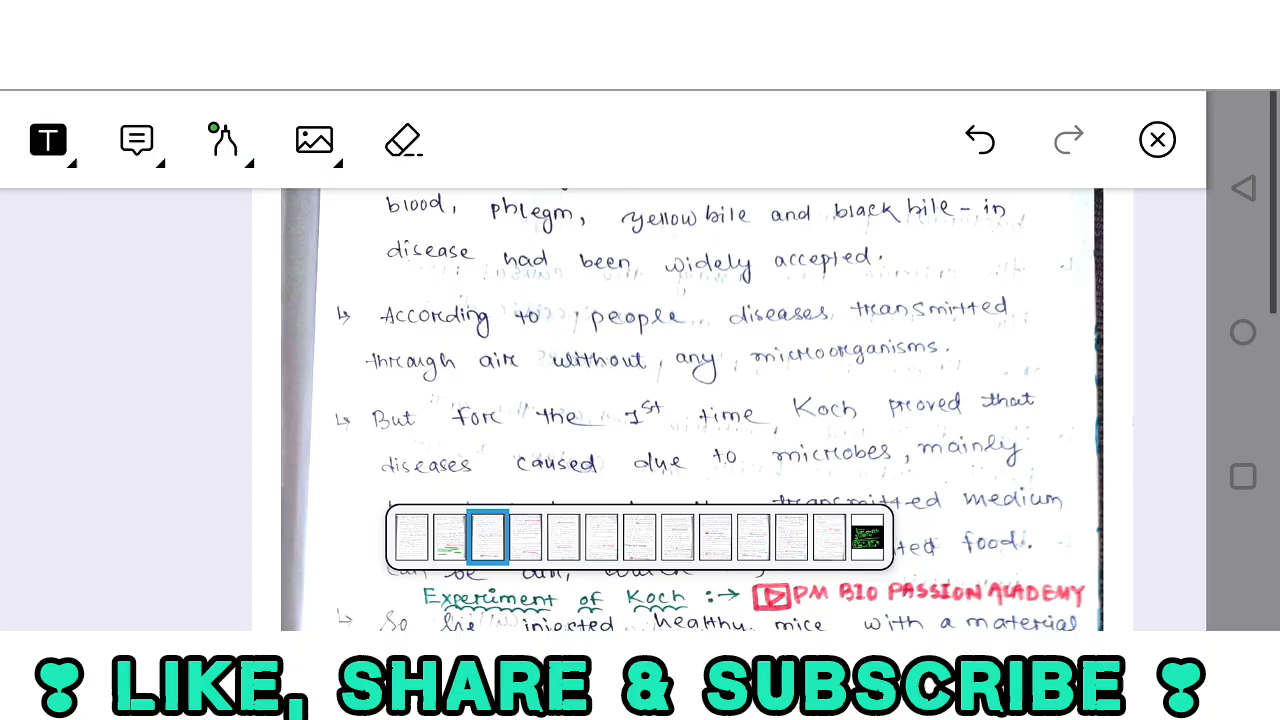 T
blood, phlegm, yellow bile and black bile - in
disease had been widely accepted.
↳ According to people diseases transmitted
through air without any microorganisms.
↳ But for the 1st time Koch proved that
diseases caused due to microbes, mainly
transmitted medium
food.
can be air,
Experiment of Koch :→ PM BIO PASSION ACADEMY
↳ So he injected healthy mice with a material
❣ LIKE, SHARE & SUBSCRIBE ❣